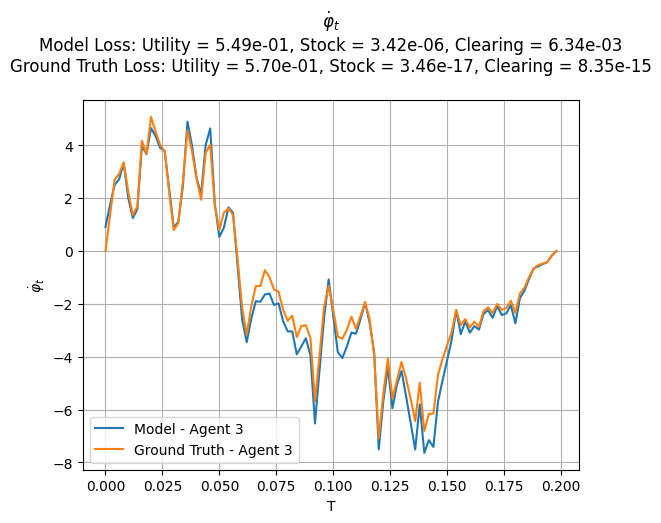 φ̇ₜ
Model Loss: Utility = 5.49e-01, Stock = 3.42e-06, Clearing = 6.34e-03
Ground Truth Loss: Utility = 5.70e-01, Stock = 3.46e-17, Clearing = 8.35e-15
4
2
0
−2
−4
−6
−8
φ̇ₜ
Model - Agent 3
Ground Truth - Agent 3
0.000 0.025 0.050 0.075 0.100 0.125 0.150 0.175 0.200
T